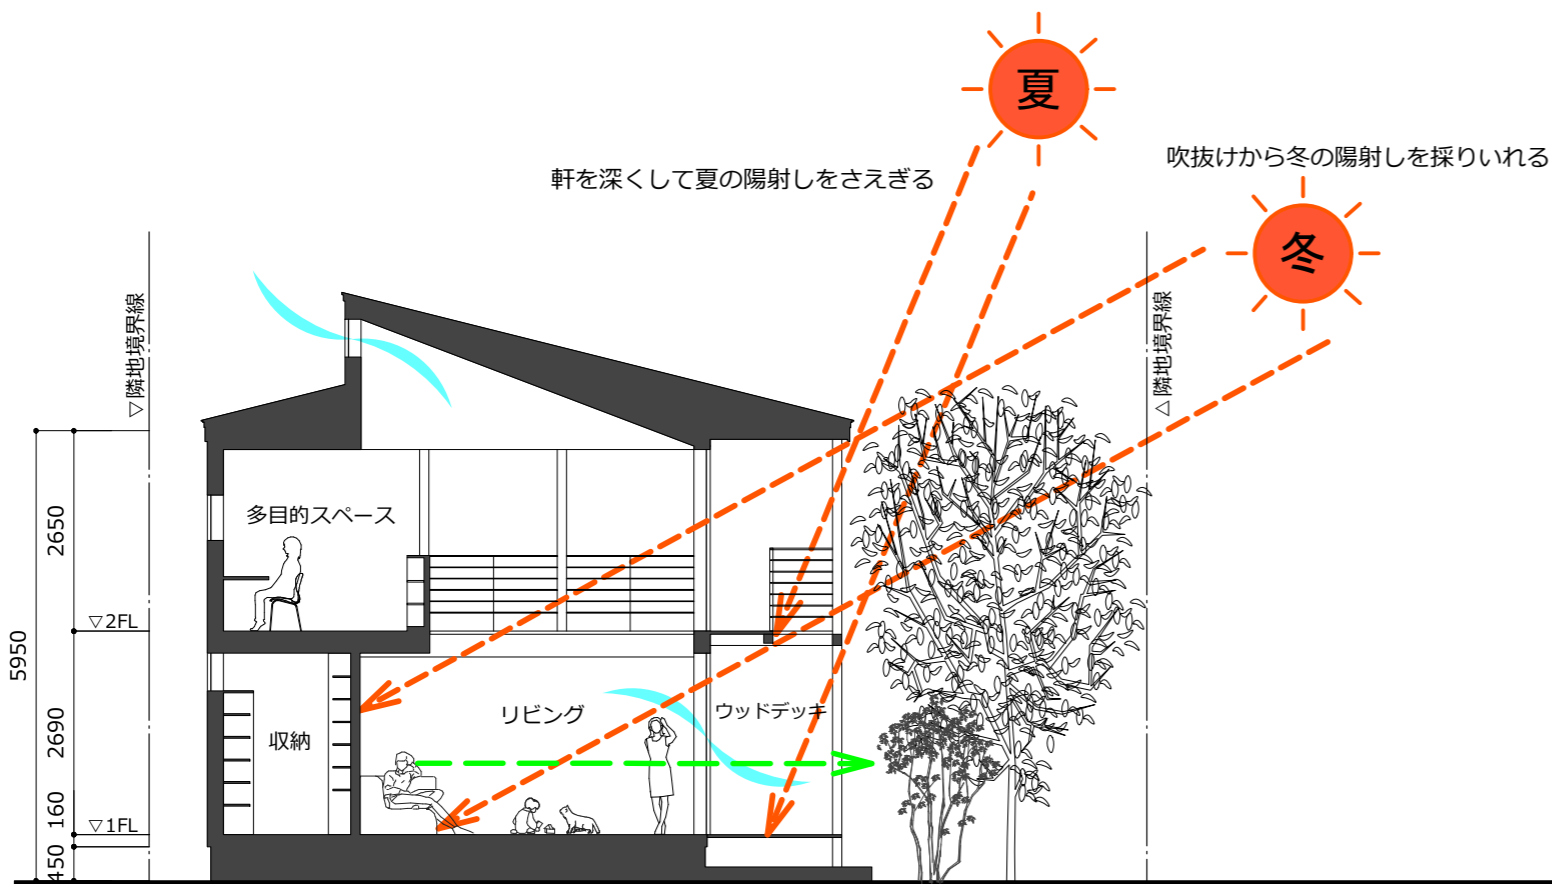 夏
吹抜けから冬の陽射しを採りいれる
軒を深くして夏の陽射しをさえぎる
冬
▽隣地境界線
△隣地境界線
多目的スペース
2650
▽2FL
5950
リビング
ウッドデッキ
収納
2690
160
▽1FL
450